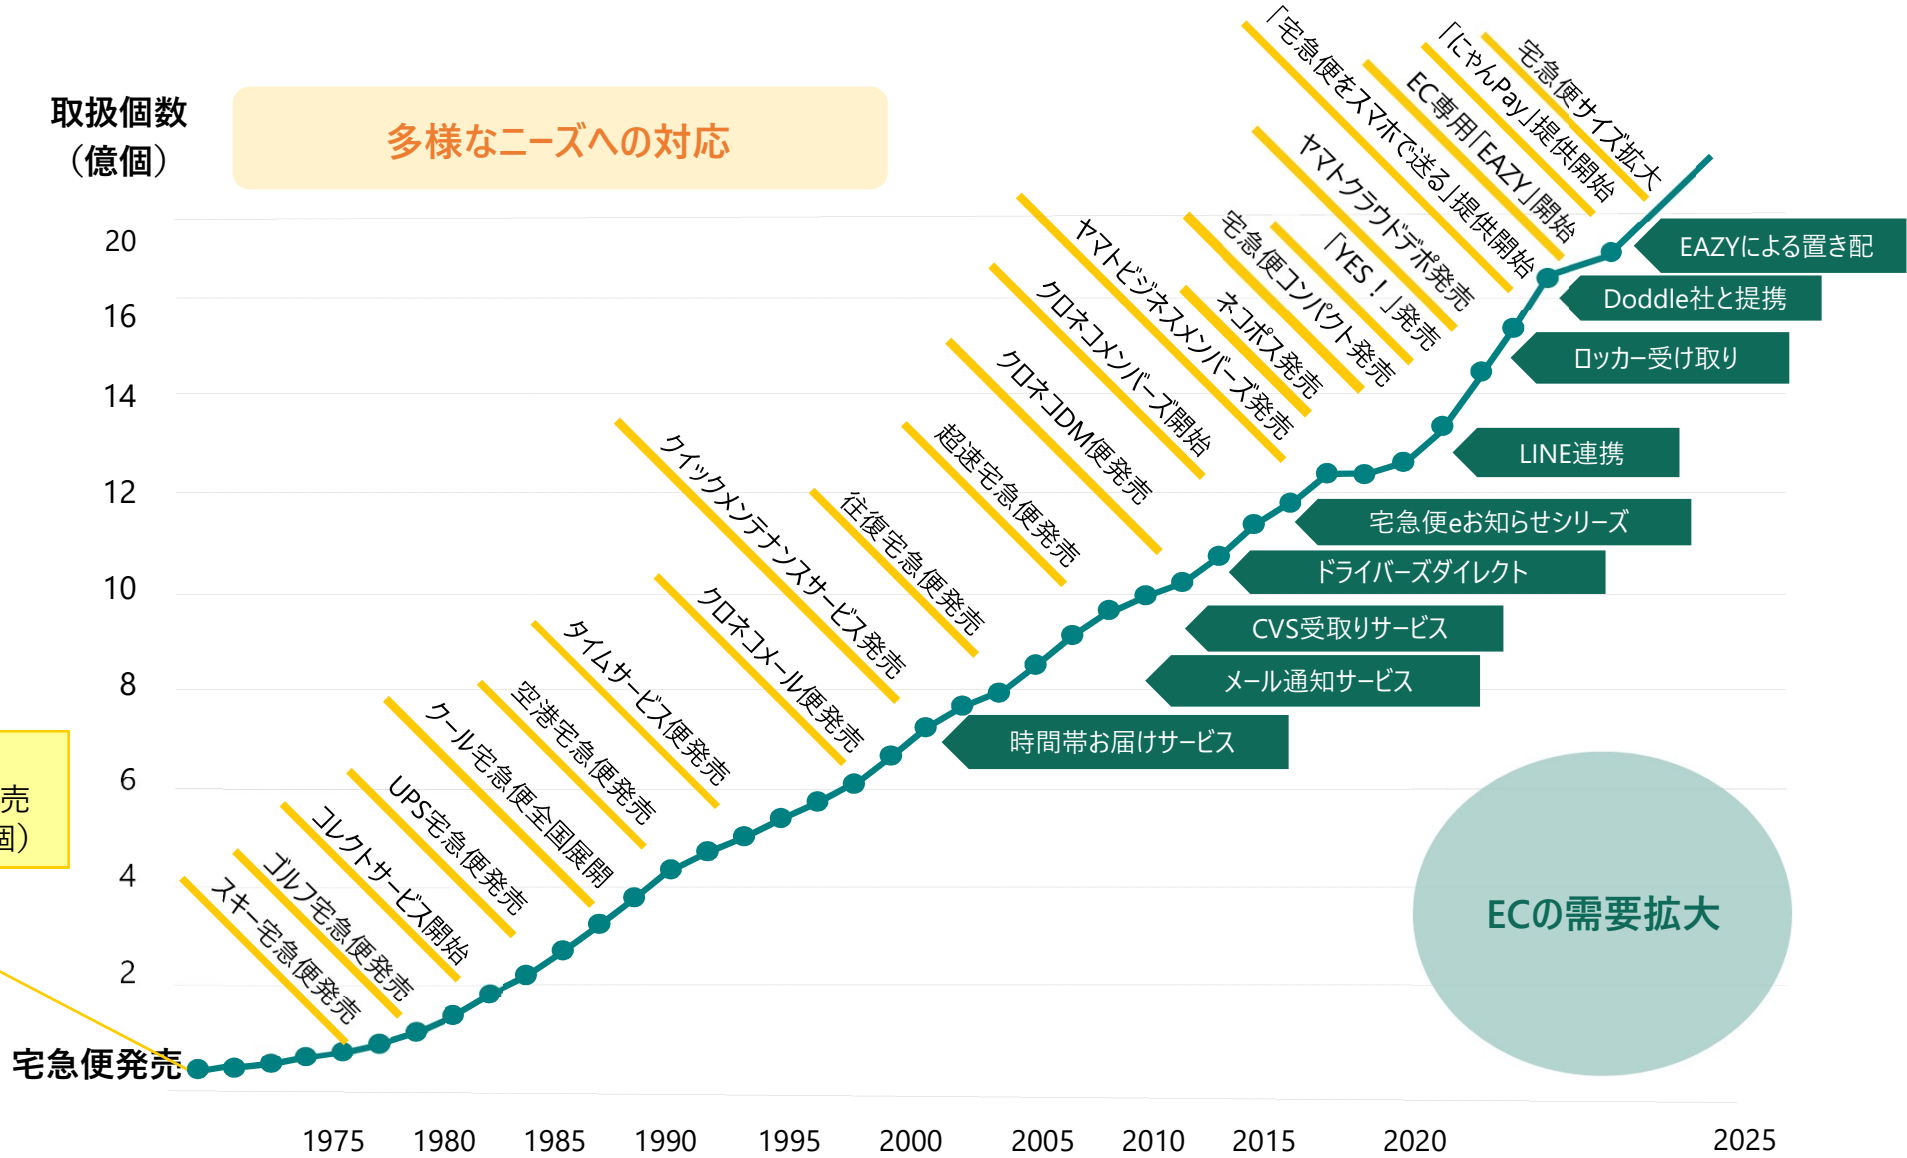 取扱個数
（億個）
多様なニーズへの対応
20
16
14
12
10
8
6
4
2
売
個）
宅急便発売
スキー宅急便発売
ゴルフ宅急便発売
コレクトサービス開始
UPS宅急便発売
クール宅急便全国展開
空港宅急便発売
タイムサービス便発売
クロネコメール便発売
クイックメンテナンスサービス発売
往復宅急便発売
超速宅急便発売
クロネコDM便発売
クロネコメンバーズ開始
ヤマトビジネスメンバーズ発売
ネコポス発売
宅急便コンパクト発売
「YES！」発売
ヤマトクラウドデポ発売
「宅急便をスマホで送る」提供開始
EC専用「EAZY」開始
「にゃんPay」提供開始
宅急便サイズ拡大
EAZYによる置き配
Doddle社と提携
ロッカー受け取り
LINE連携
宅急便eお知らせシリーズ
ドライバーズダイレクト
CVS受取りサービス
メール通知サービス
時間帯お届けサービス
ECの需要拡大
1975
1980
1985
1990
1995
2000
2005
2010
2015
2020
2025